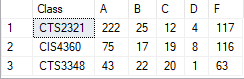 Class A B C D F
1 CTS2321 222 25 12 4 117
2 CIS4360 75 17 19 8 116
3 CTS3348 43 22 20 1 63